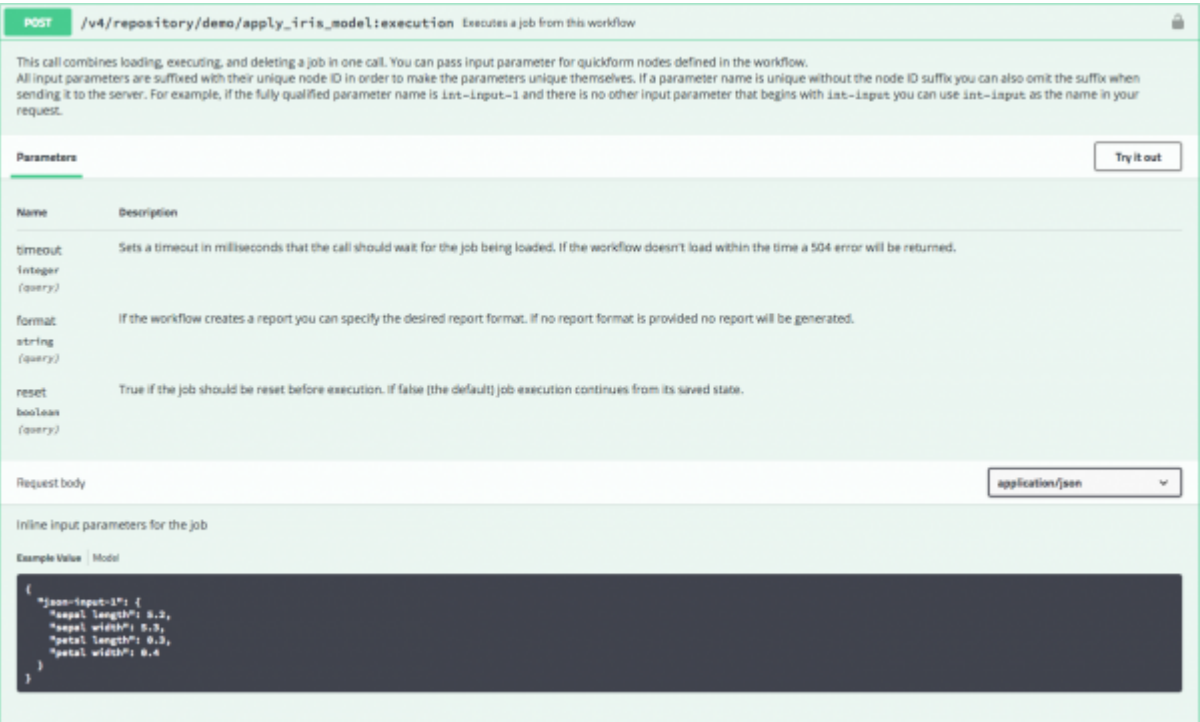 POST /v4/repository/demo/apply_iris_model:execution Executes a job from this workflow
This call combines loading, executing, and deleting a job in one call. You can pass input parameter for quickform nodes defined in the workflow.
All input parameters are suffixed with their unique node ID in order to make the parameters unique themselves. If a parameter name is unique without the node ID suffix you can also omit the suffix when
sending it to the server. For example, if the fully qualified parameter name is int-input-1 and there is no other input parameter that begins with int-input you can use int-input as the name in your
request.
Parameters
Try it out
Name Description
timeout Sets a timeout in milliseconds that the call should wait for the job being loaded. If the workflow doesn't load within the time a 504 error will be returned.
integer
(query)
format If the workflow creates a report you can specify the desired report format. If no report format is provided no report will be generated.
string
(query)
reset True if the job should be reset before execution. If false (the default) job execution continues from its saved state.
boolean
(query)
Request body
application/json
Inline input parameters for the job
Example Value Model
{
"json-input-1": {
"sepal length": 5.2,
"sepal width": 5.3,
"petal length": 0.3,
"petal width": 0.4
}
}